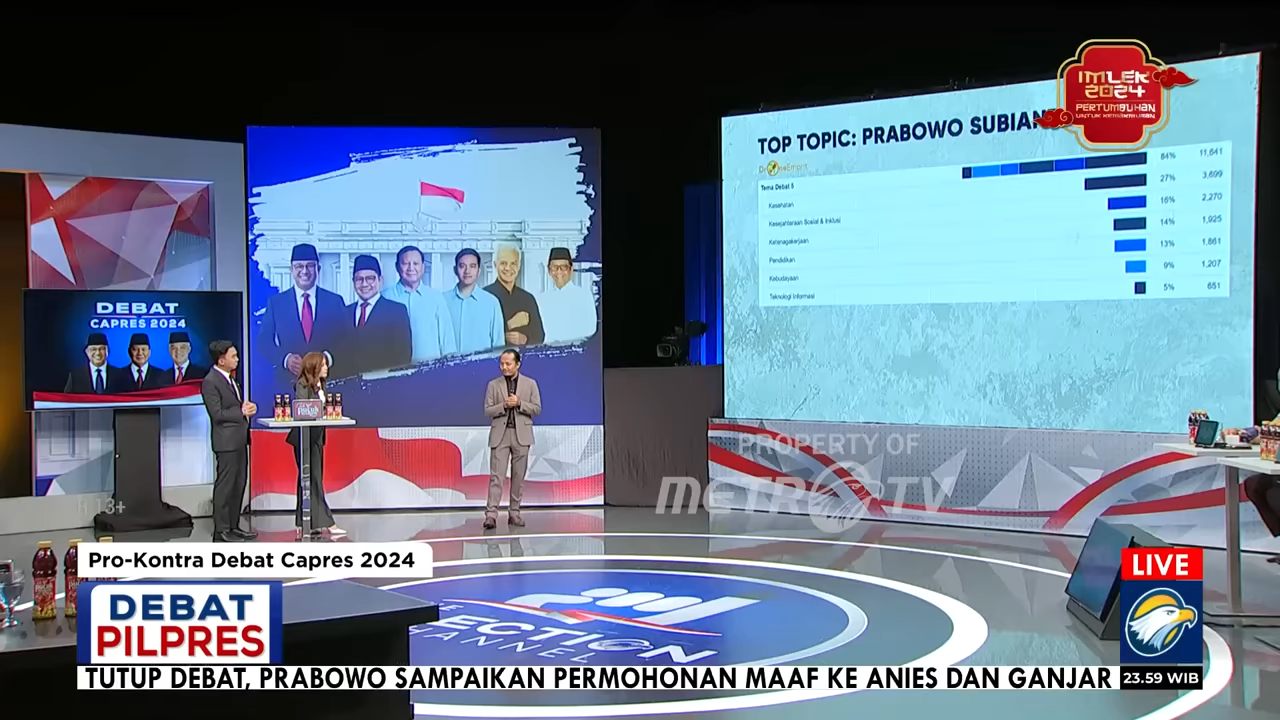 IMLEK
2024
PERTUMBUHAN
UNTUK KEMAKMURAN
TOP TOPIC: PRABOWO SUBIAN
84% 11,641
Tema Debat 5 27% 3,699
Kesehatan 16% 2,270
Kesejahteraan Sosial & Inklusi 14% 1,925
Ketenagakerjaan 13% 1,861
Pendidikan 9% 1,207
Kebudayaan 5% 651
Teknologi Informasi
DEBAT
CAPRES 2024
PROPERTY OF
METRO TV
R 13+
Pro-Kontra Debat Capres 2024
DEBAT
PILPRES
ECTION
HANNEL
LIVE
TUTUP DEBAT, PRABOWO SAMPAIKAN PERMOHONAN MAAF KE ANIES DAN GANJAR
23.59 WIB